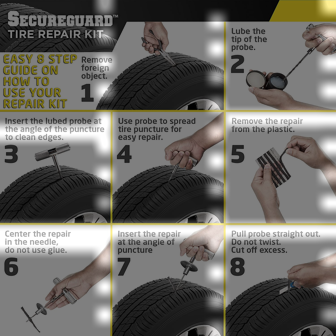 SECUREGUARD™
TIRE REPAIR KIT
EASY 8 STEP
GUIDE ON
HOW TO
USE YOUR
REPAIR KIT
Remove
foreign
object.
1
Lube the
tip of the
probe.
2
Insert the lubed probe at
the angle of the puncture
to clean edges.
3
Use probe to spread
tire puncture for
easy repair.
4
Remove the repair
from the plastic.
5
Center the repair
in the needle,
do not use glue.
6
Insert the repair
at the angle of
puncture
7
Pull probe straight out.
Do not twist.
Cut off excess.
8